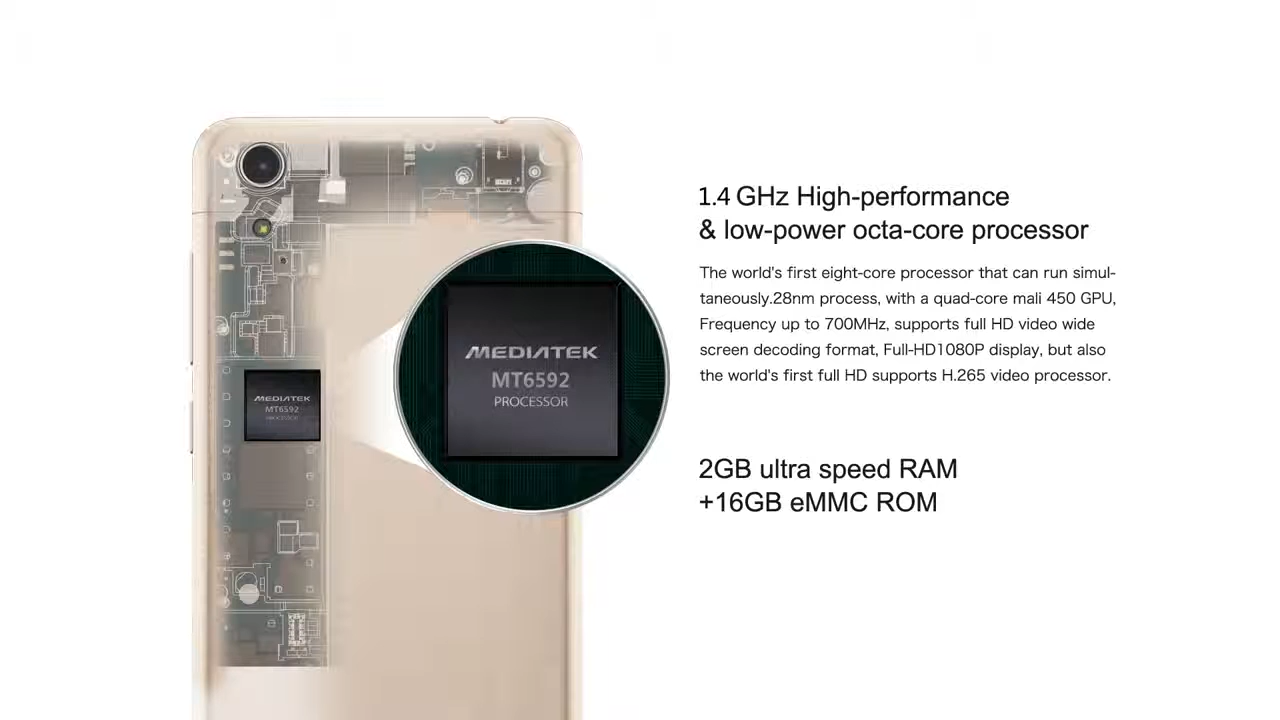 1.4 GHz High-performance
& low-power octa-core processor
The world's first eight-core processor that can run simul-
taneously.28nm process, with a quad-core mali 450 GPU,
Frequency up to 700MHz, supports full HD video wide
screen decoding format, Full-HD1080P display, but also
the world's first full HD supports H.265 video processor.
MEDIATEK
MT6592
PROCESSOR
MEDIATEK
MT6592
2GB ultra speed RAM
+16GB eMMC ROM